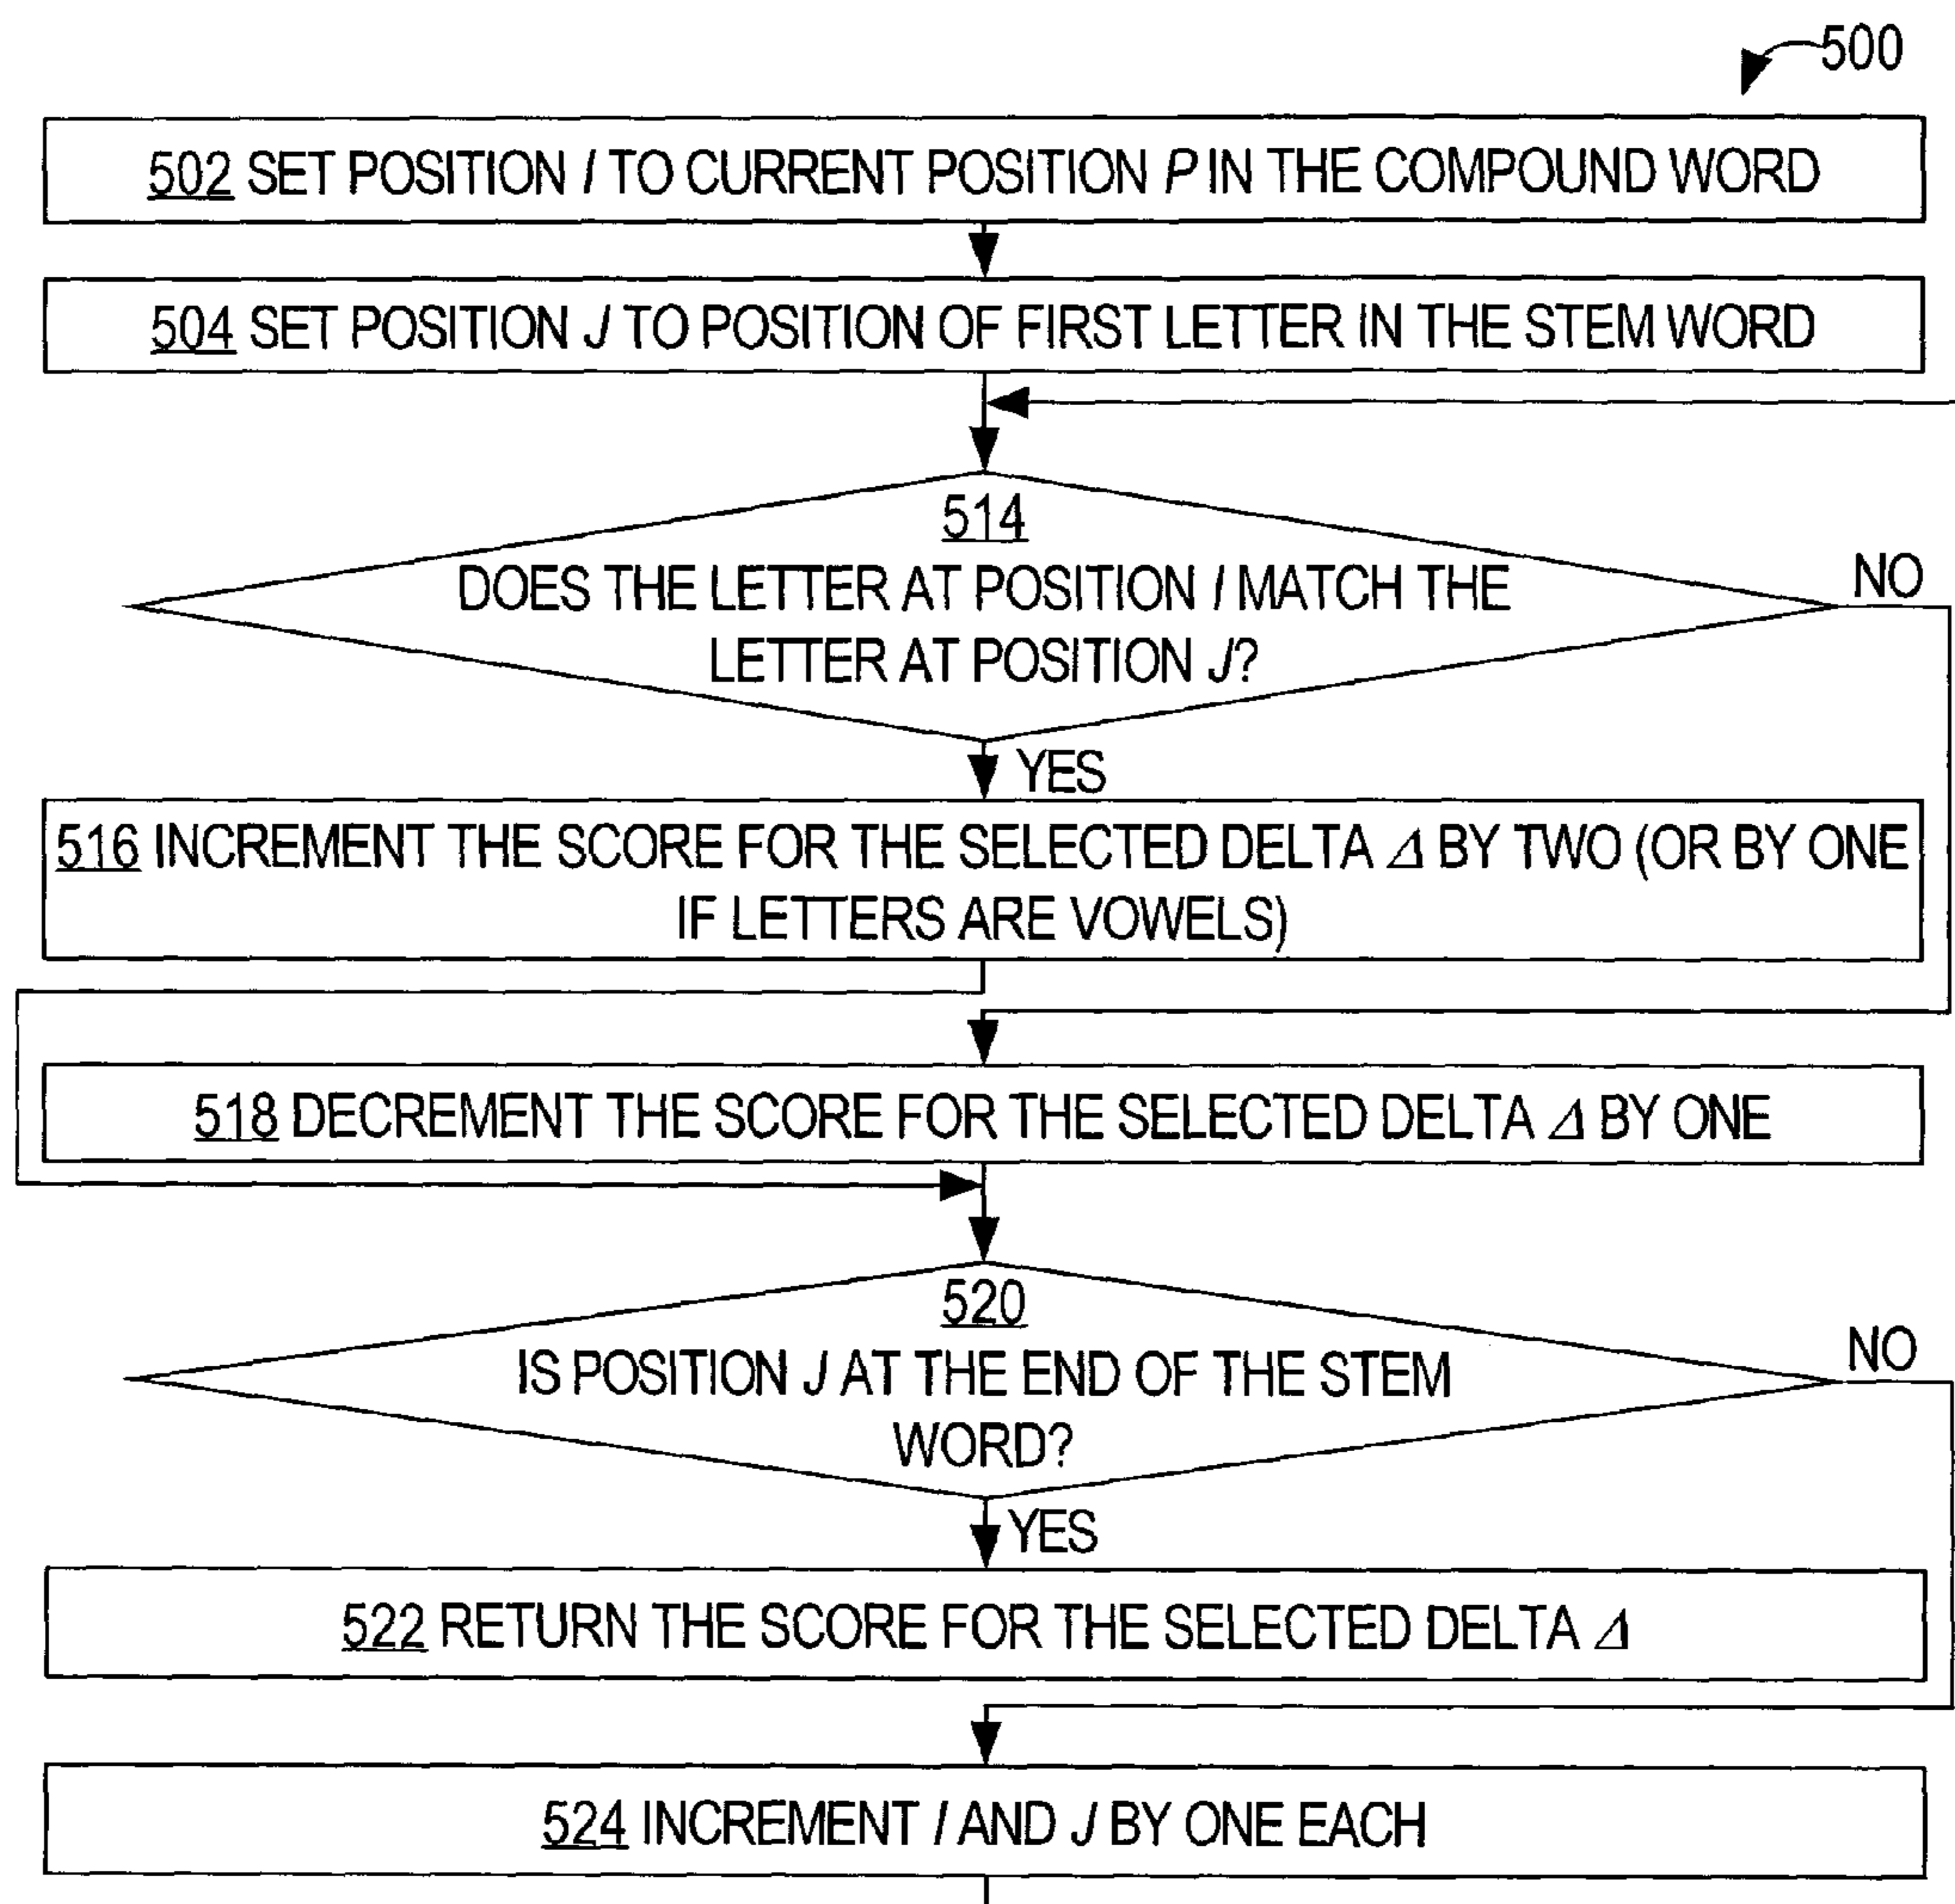 500
502 SET POSITION I TO CURRENT POSITION P IN THE COMPOUND WORD
504 SET POSITION J TO POSITION OF FIRST LETTER IN THE STEM WORD
514
DOES THE LETTER AT POSITION I MATCH THE
LETTER AT POSITION J?
NO
YES
516 INCREMENT THE SCORE FOR THE SELECTED DELTA Δ BY TWO (OR BY ONE
IF LETTERS ARE VOWELS)
518 DECREMENT THE SCORE FOR THE SELECTED DELTA Δ BY ONE
520
IS POSITION J AT THE END OF THE STEM
WORD?
NO
YES
522 RETURN THE SCORE FOR THE SELECTED DELTA Δ
524 INCREMENT I AND J BY ONE EACH